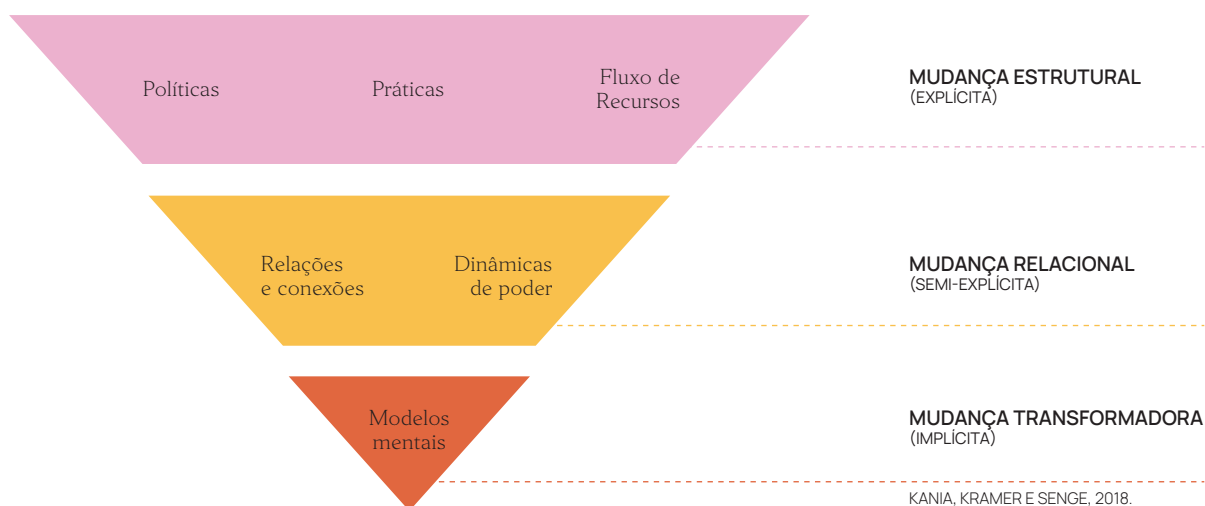 Políticas
Práticas
Fluxo de
Recursos
MUDANÇA ESTRUTURAL
(EXPLÍCITA)
Relações
e conexões
Dinâmicas
de poder
MUDANÇA RELACIONAL
(SEMI-EXPLÍCITA)
Modelos
mentais
MUDANÇA TRANSFORMADORA
(IMPLÍCITA)
KANIA, KRAMER E SENGE, 2018.